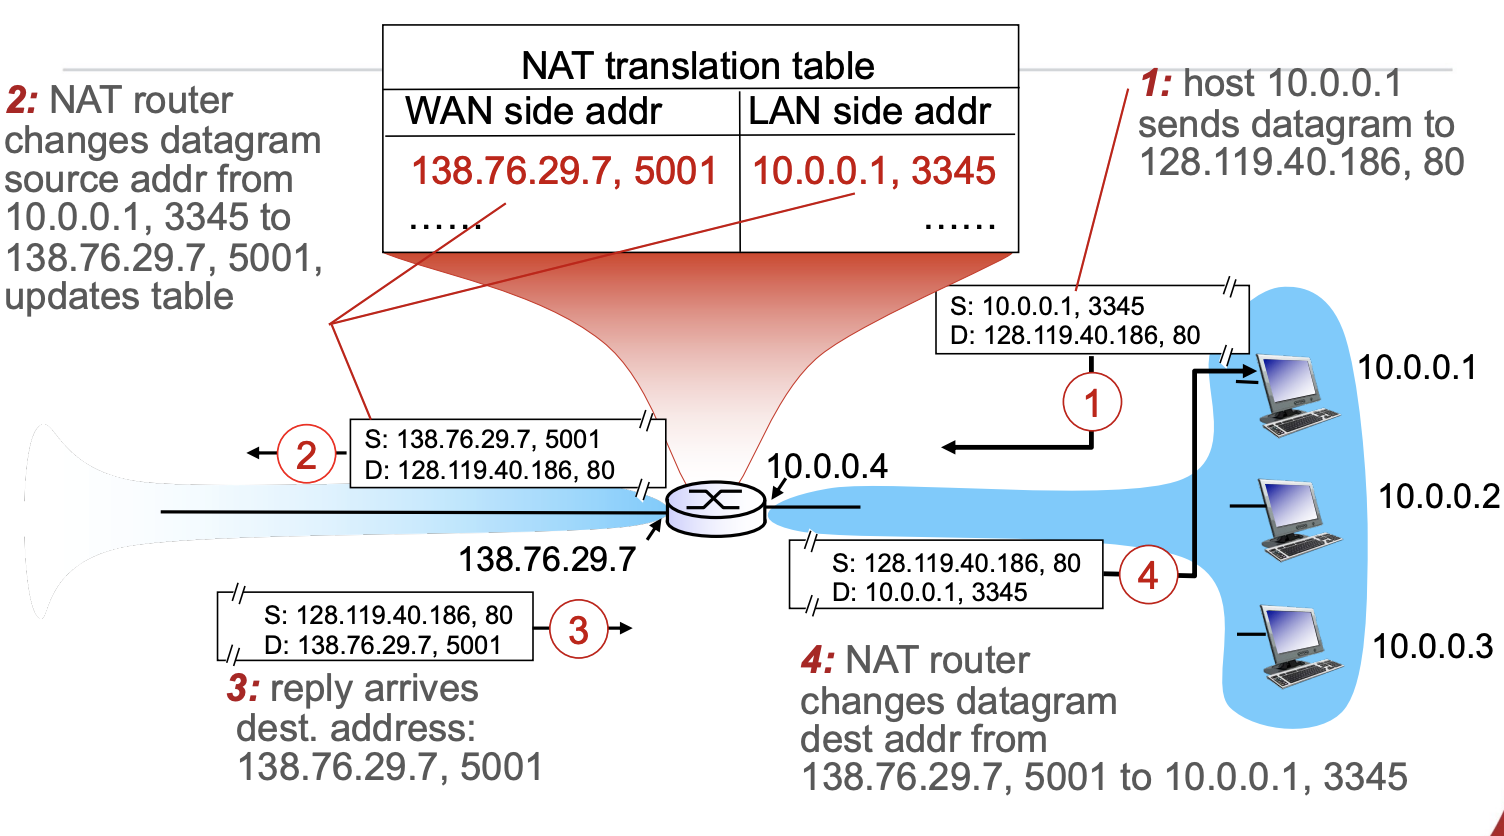 NAT translation table
WAN side addr
LAN side addr
138.76.29.7, 5001
10.0.0.1, 3345
......
......
2: NAT router
changes datagram
source addr from
10.0.0.1, 3345 to
138.76.29.7, 5001,
updates table
1: host 10.0.0.1
sends datagram to
128.119.40.186, 80
S: 10.0.0.1, 3345
D: 128.119.40.186, 80
1
10.0.0.1
S: 138.76.29.7, 5001
D: 128.119.40.186, 80
2
10.0.0.4
10.0.0.2
138.76.29.7
S: 128.119.40.186, 80
D: 10.0.0.1, 3345
4
S: 128.119.40.186, 80
D: 138.76.29.7, 5001
3
10.0.0.3
3: reply arrives
dest. address:
138.76.29.7, 5001
4: NAT router
changes datagram
dest addr from
138.76.29.7, 5001 to 10.0.0.1, 3345